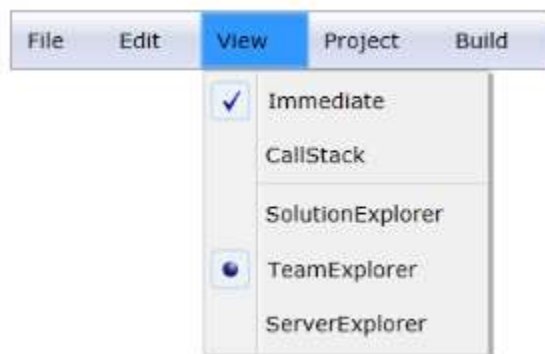 File Edit View Project Build
Immediate
CallStack
SolutionExplorer
TeamExplorer
ServerExplorer